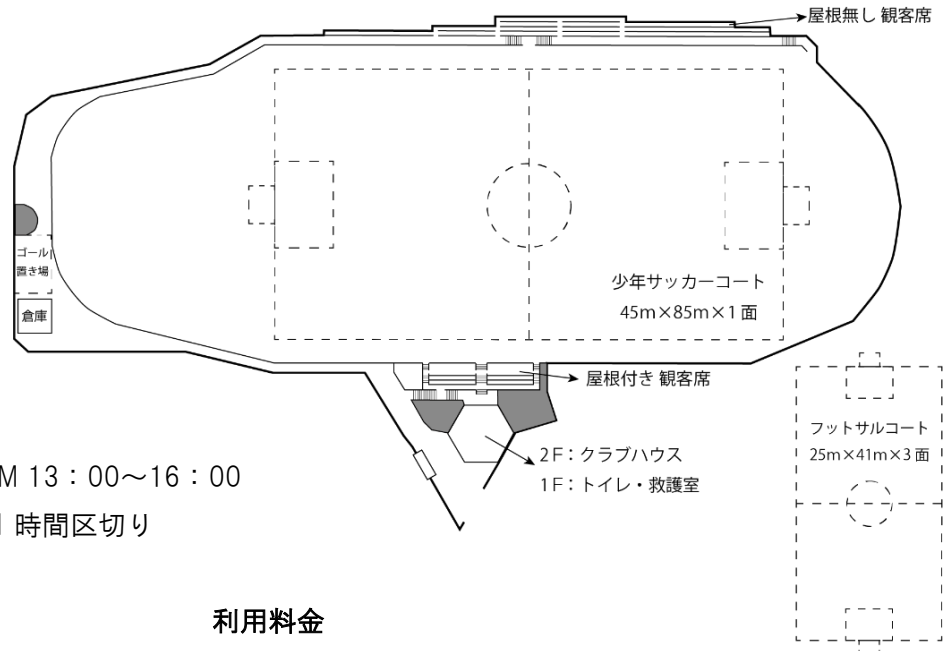 屋根無し 観客席
ゴール
置き場
倉庫
少年サッカーコート
45m×85m×1 面
屋根付き 観客席
2F:クラブハウス
1F:トイレ・救護室
フットサルコート
25m×41m×3 面
M 13:00~16:00
時間区切り
利用料金